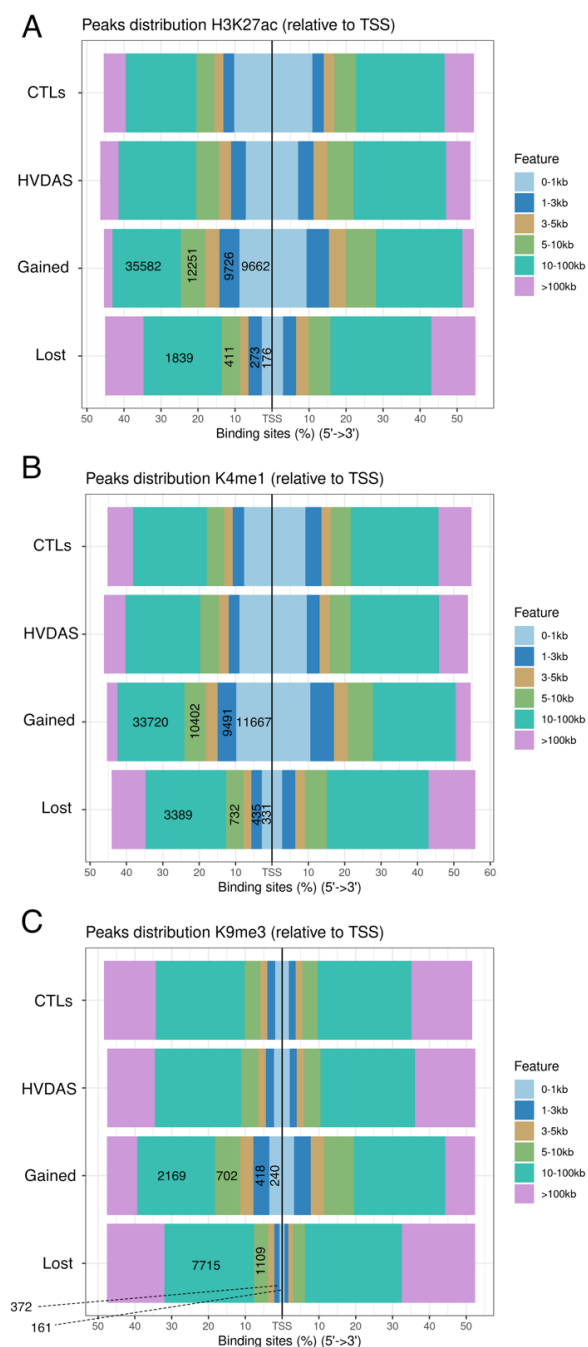 A
Peaks distribution H3K27ac (relative to TSS)
CTLs
HVDAS
Gained
35582
12251
9726
9662
Lost
1839
411
273
176
50 40 30 20 10 TSS 10 20 30 40 50
Binding sites (%) (5'->3')
Feature
0-1kb
1-3kb
3-5kb
5-10kb
10-100kb
>100kb
B
Peaks distribution K4me1 (relative to TSS)
CTLs
HVDAS
Gained
33720
10402
9491
11667
Lost
3389
732
435
331
50 40 30 20 10 TSS 10 20 30 40 50 60
Binding sites (%) (5'->3')
Feature
0-1kb
1-3kb
3-5kb
5-10kb
10-100kb
>100kb
C
Peaks distribution K9me3 (relative to TSS)
CTLs
HVDAS
Gained
2169
702
418
240
Lost
7715
1109
372
161
50 40 30 20 10 TSS 10 20 30 40 50
Binding sites (%) (5'->3')
Feature
0-1kb
1-3kb
3-5kb
5-10kb
10-100kb
>100kb